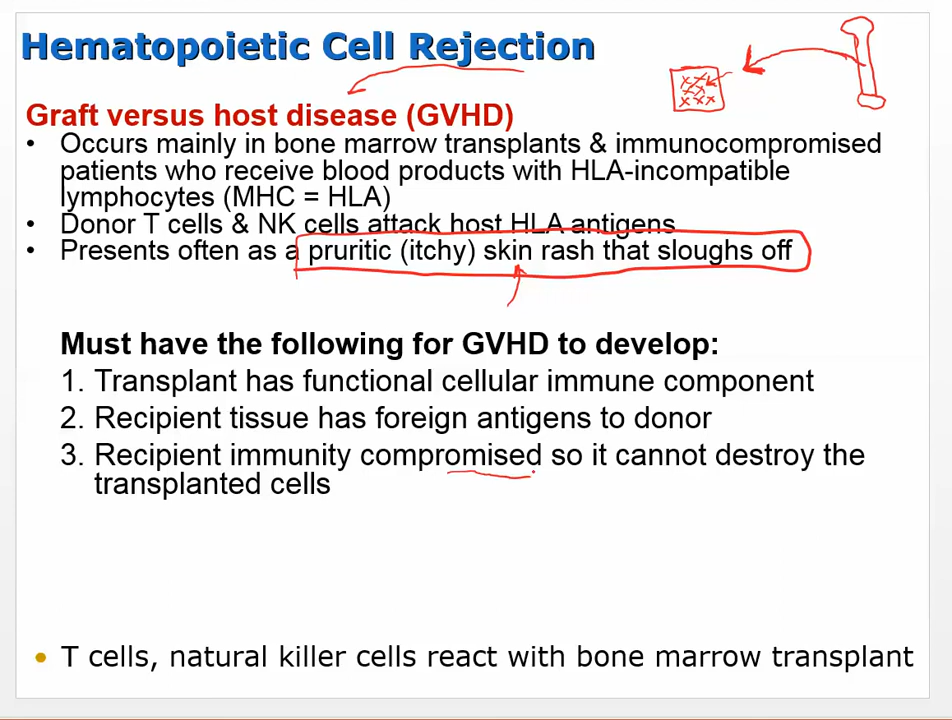 Hematopoietic Cell Rejection
Graft versus host disease (GVHD)
• Occurs mainly in bone marrow transplants & immunocompromised
patients who receive blood products with HLA-incompatible
lymphocytes (MHC = HLA)
• Donor T cells & NK cells attack host HLA antigens
• Presents often as a pruritic (itchy) skin rash that sloughs off
Must have the following for GVHD to develop:
1. Transplant has functional cellular immune component
2. Recipient tissue has foreign antigens to donor
3. Recipient immunity compromised so it cannot destroy the
transplanted cells
• T cells, natural killer cells react with bone marrow transplant